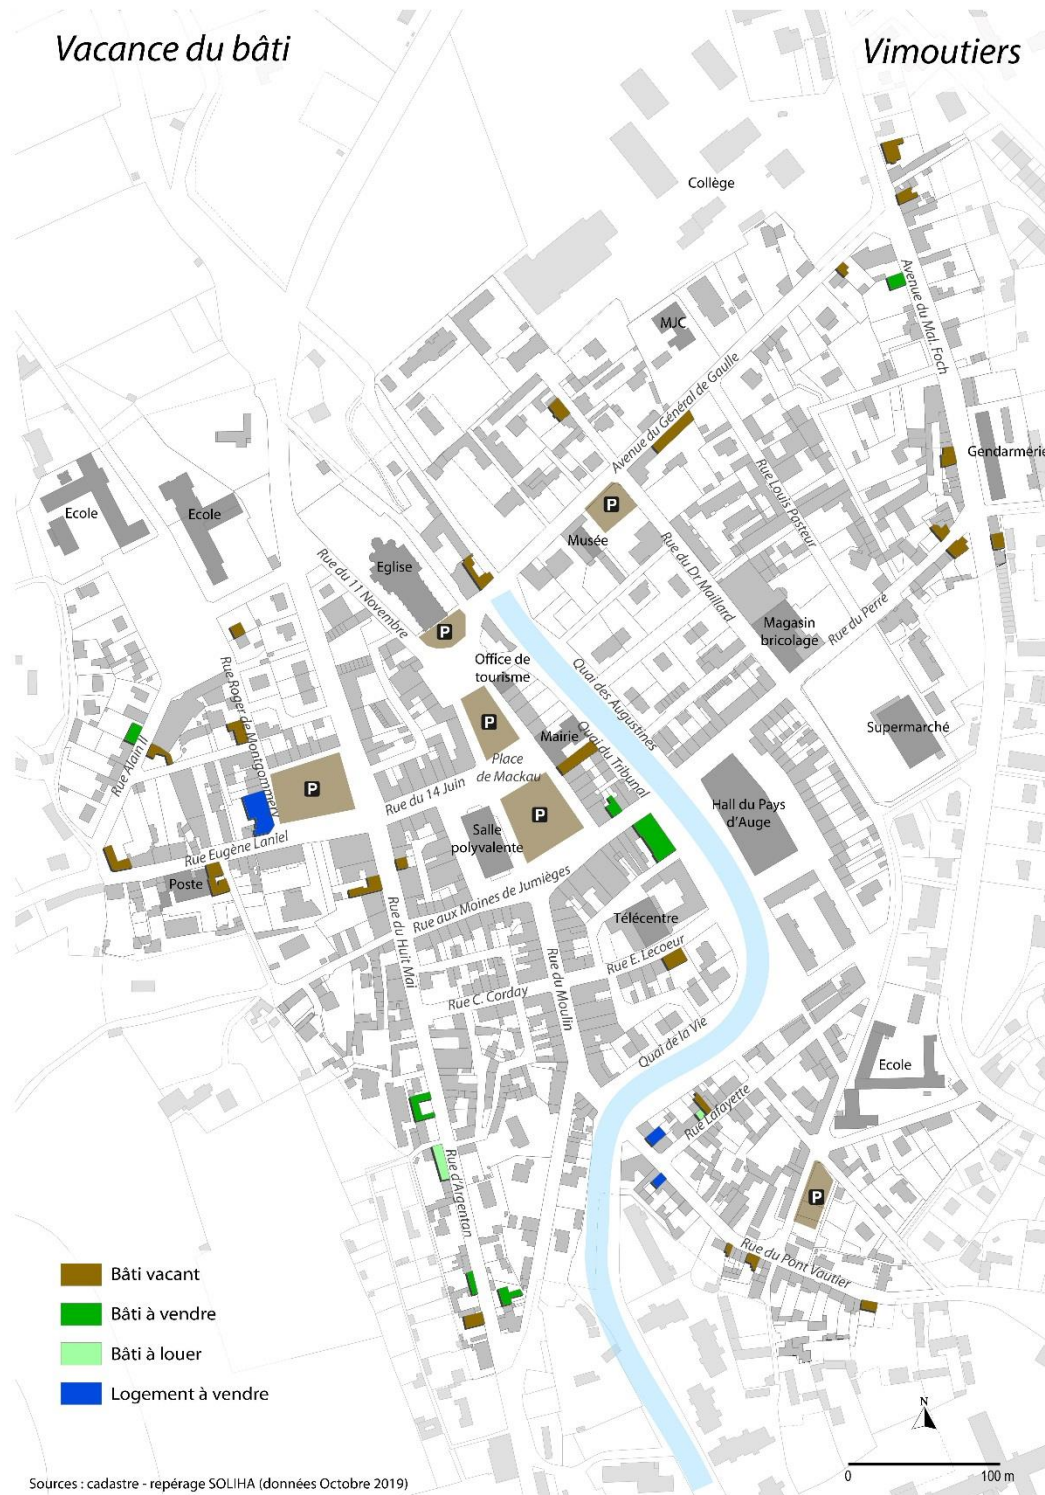 Vacance du bâti
Vimoutiers
Collège
Avenue du Mal. Foch
MJC
Avenue du Général de Gaulle
Gendarmerie
Rue Louis Pasteur
Ecole
Ecole
P
Musée
Rue du Dr Maillard
Eglise
Rue du 11 Novembre
Magasin
bricolage
Rue du Perré
P
Office de
tourisme
Quai des Augustines
Rue Roger de Montgommery
P
Mairie
Quai du Tribunal
Supermarché
Rue Alain II
Place
de Mackau
P
Rue du 14 Juin
P
Hall du Pays
d'Auge
Salle
polyvalente
Rue Eugène Laniel
Poste
Rue aux Moines de Jumièges
Télécentre
Rue du Huit Mai
Rue E. Lecoeur
Rue du Moulin
Rue C. Corday
Quai de la Vie
Ecole
Rue Lafayette
Rue d'Argentan
P
Rue du Pont Vautier
Bâti vacant
Bâti à vendre
Bâti à louer
Logement à vendre
N
0 100 m
Sources : cadastre - repérage SOLIHA (données Octobre 2019)